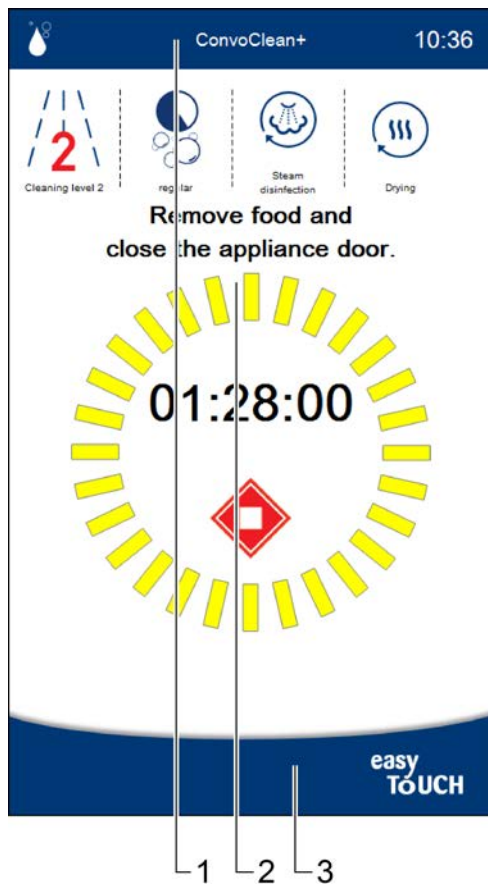 ConvoClean+ 10:36
2
Cleaning level 2
regular
Steam
disinfection
Drying
Remove food and
close the appliance door.
01:28:00
easy
TOUCH
1 2 3